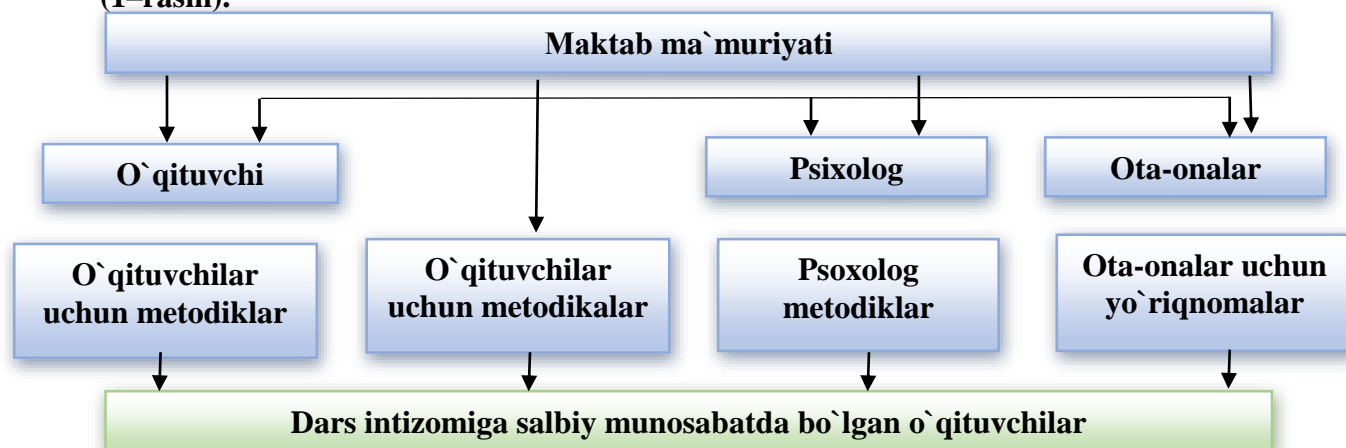 (1–rasm).
Maktab ma`muriyati
O`qituvchi
Psixolog
Ota-onalar
O`qituvchilar
uchun metodiklar
O`qituvchilar
uchun metodikalar
Psoxolog
metodiklar
Ota-onalar uchun
yo`riqnomalar
Dars intizomiga salbiy munosabatda bo`lgan o`qituvchilar